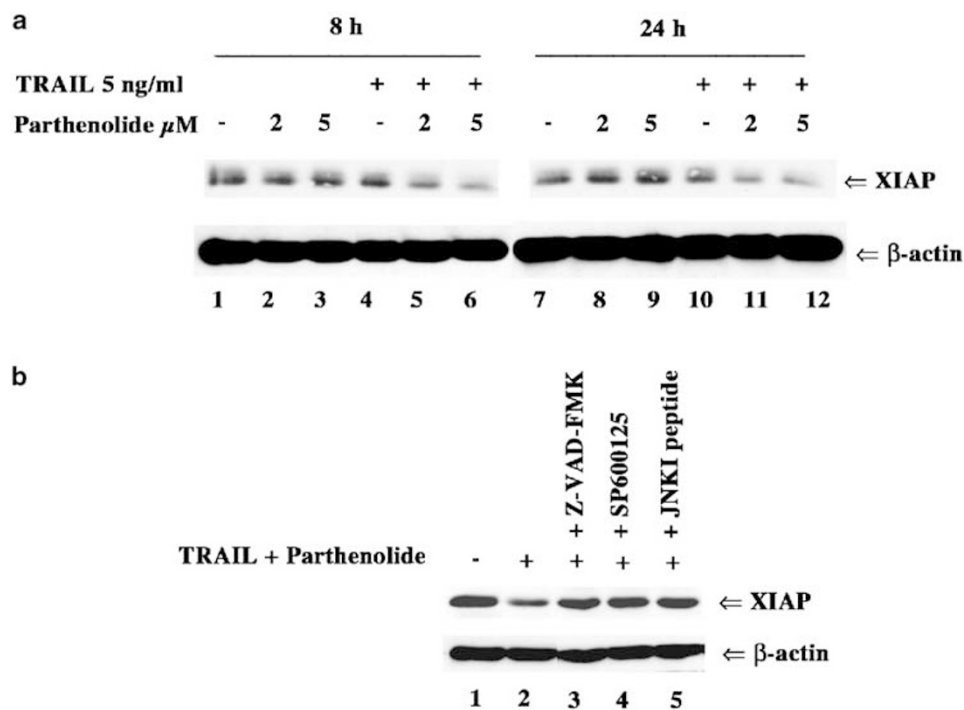 a
8 h 24 h
TRAIL 5 ng/ml + + + + + +
Parthenolide µM - 2 5 - 2 5 - 2 5 - 2 5
⇐ XIAP
⇐ β-actin
1 2 3 4 5 6 7 8 9 10 11 12
b
+ Z-VAD-FMK
+ SP600125
+ JNKI peptide
TRAIL + Parthenolide - + + + +
⇐ XIAP
⇐ β-actin
1 2 3 4 5